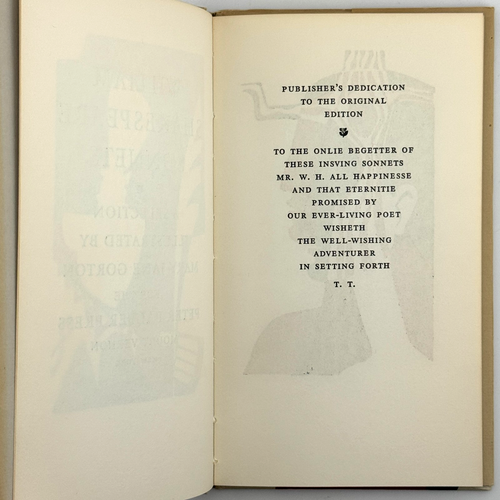 PUBLISHER'S DEDICATION
TO THE ORIGINAL
EDITION
TO THE ONLIE BEGETTER OF
THESE INSVING SONNETS
MR. W. H. ALL HAPPINESSE
AND THAT ETERNITIE
PROMISED BY
OUR EVER-LIVING POET
WISHETH
THE WELL-WISHING
ADVENTURER
IN SETTING FORTH
T. T.